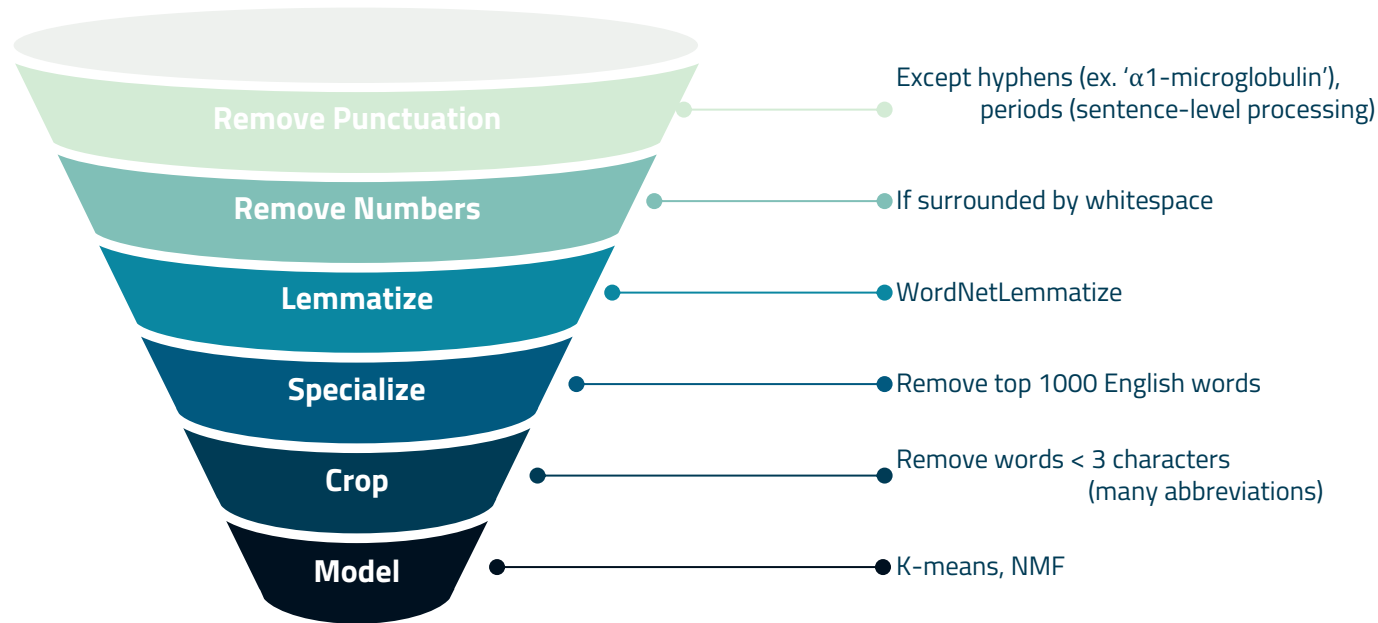 Except hyphens (ex. ‘α1-microglobulin’),
Remove Punctuation
periods (sentence-level processing)
Remove Numbers
If surrounded by whitespace
Lemmatize
WordNetLemmatize
Specialize
Remove top 1000 English words
Crop
Remove words < 3 characters
(many abbreviations)
Model
K-means, NMF